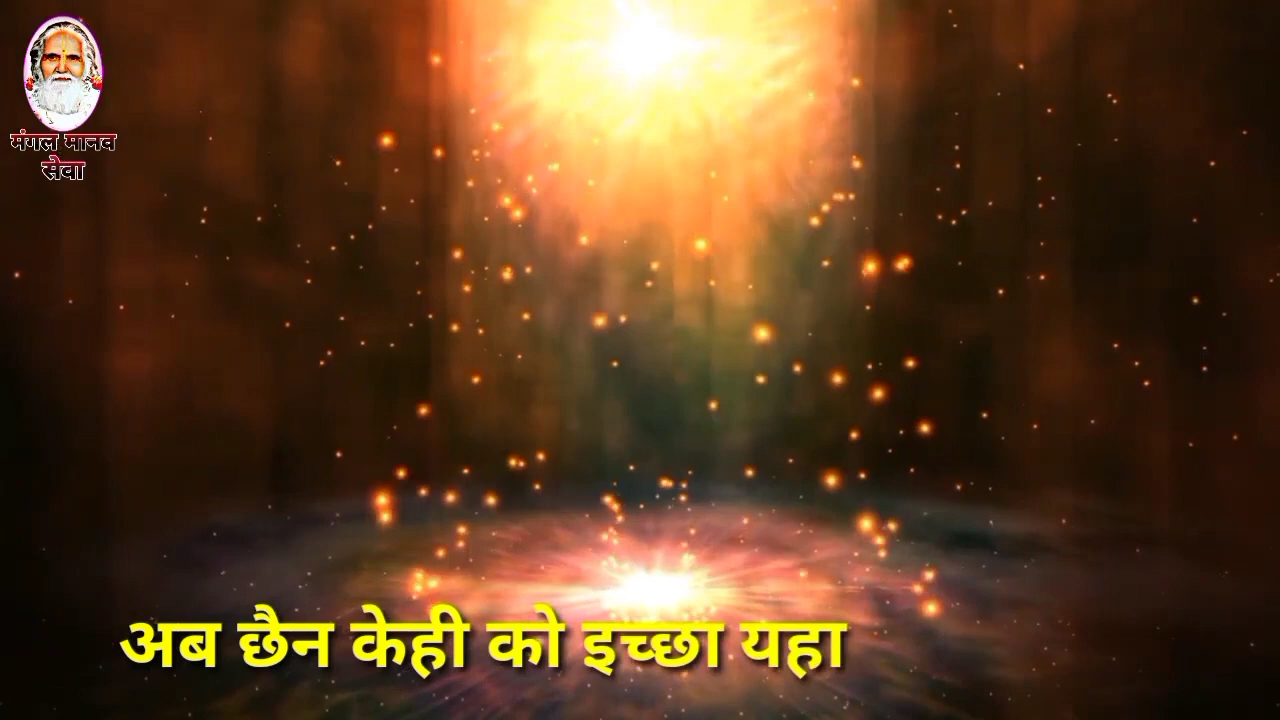 मंगल मानव
सेवा
अब छैन केही को इच्छा यहा